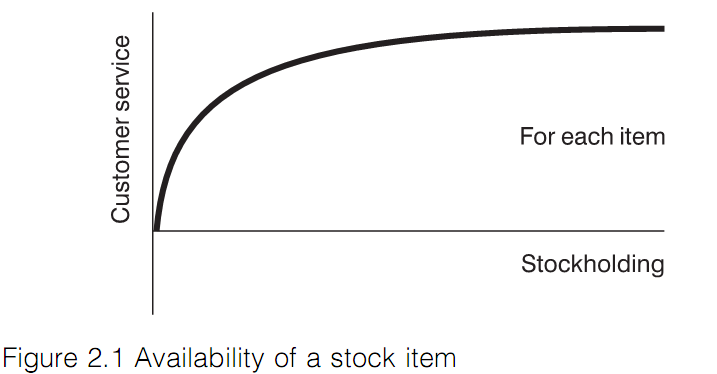 Customer service
For each item
Stockholding
Figure 2.1 Availability of a stock item